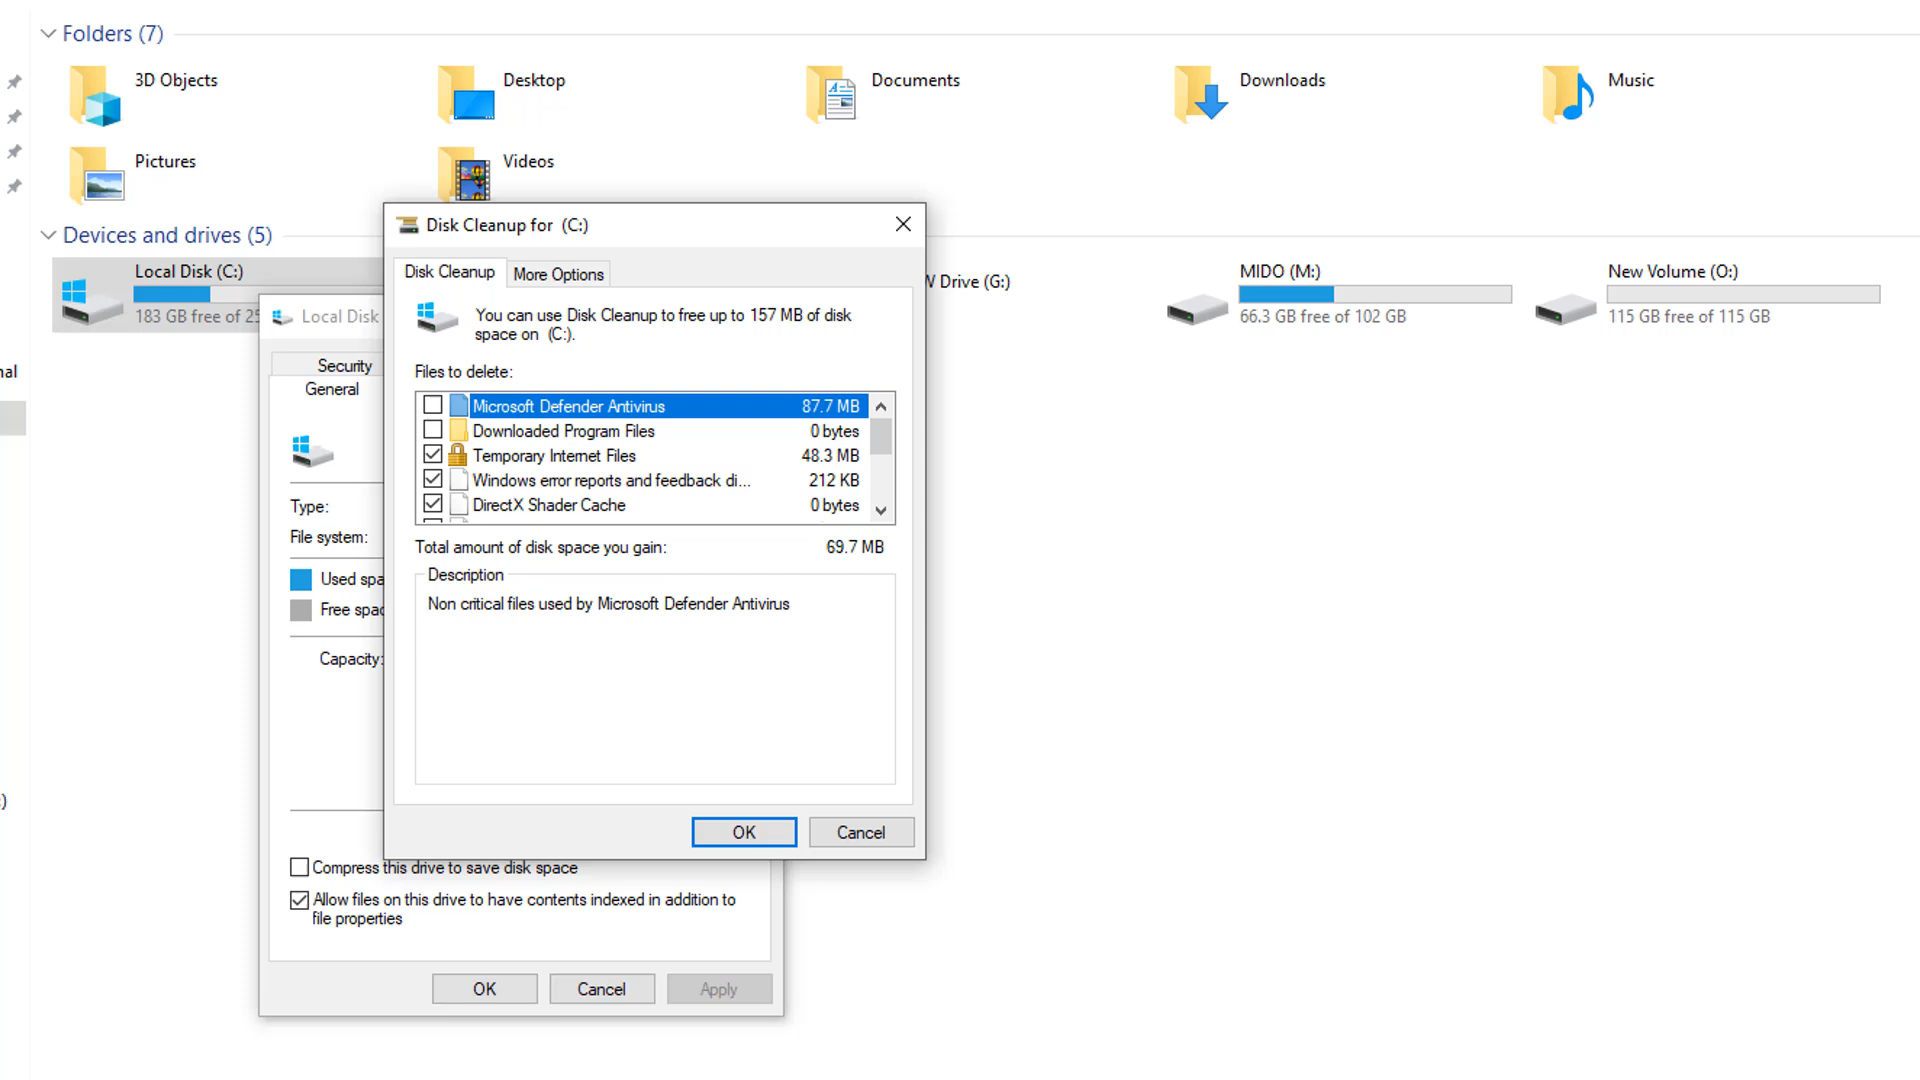 Folders (7)
3D Objects
Desktop
Documents
Downloads
Music
Pictures
Videos
Devices and drives (5)
Local Disk (C:)
183 GB free of 25
Drive (G:)
MIDO (M:)
66.3 GB free of 102 GB
New Volume (O:)
115 GB free of 115 GB
nal
:)
Local Disk
Security
General
Type:
File system:
Used spa
Free spac
Capacity:
Compress this drive to save disk space
Allow files on this drive to have contents indexed in addition to
file properties
OK
Cancel
Apply
Disk Cleanup for (C:)
Disk Cleanup
More Options
You can use Disk Cleanup to free up to 157 MB of disk
space on (C:).
Files to delete:
Microsoft Defender Antivirus 87.7 MB
Downloaded Program Files 0 bytes
Temporary Internet Files 48.3 MB
Windows error reports and feedback di... 212 KB
DirectX Shader Cache 0 bytes
Total amount of disk space you gain: 69.7 MB
Description
Non critical files used by Microsoft Defender Antivirus
OK
Cancel